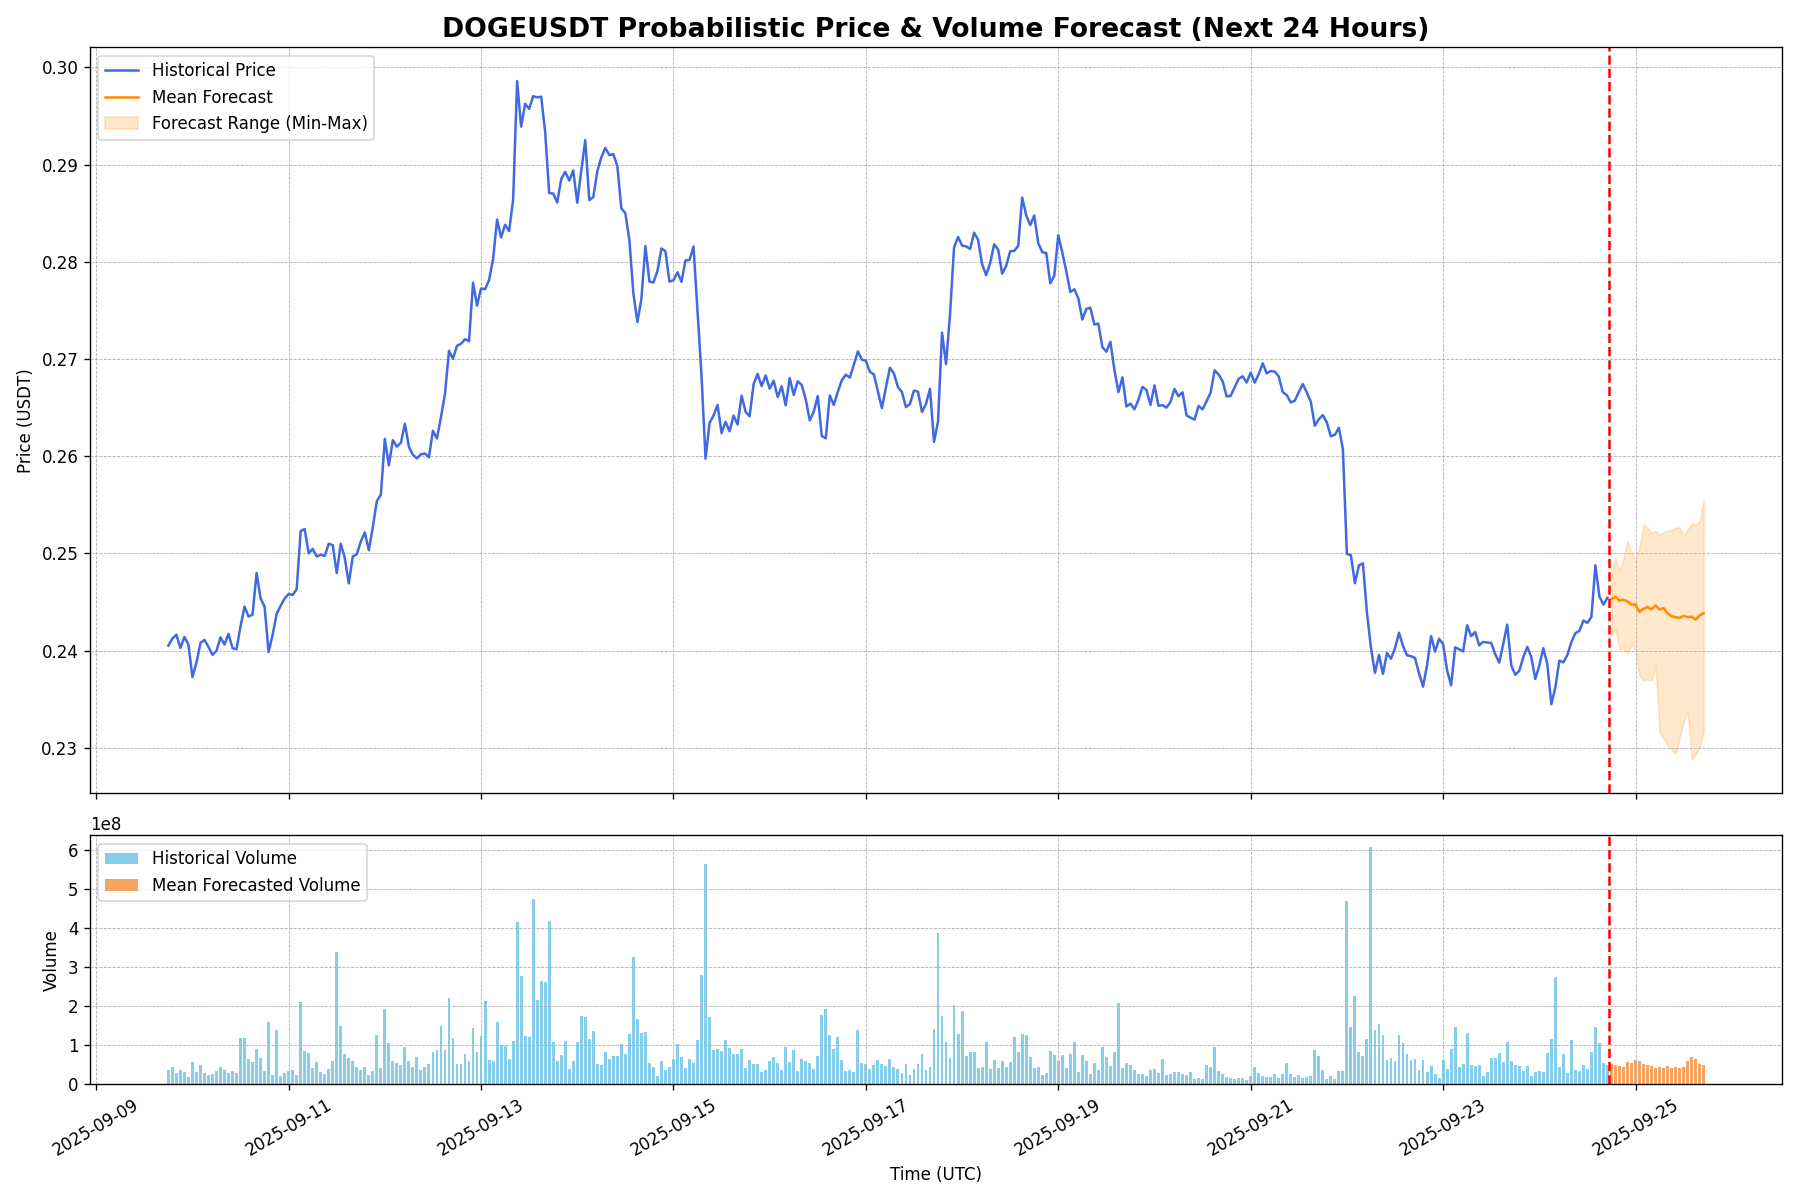 DOGEUSDT Probabilistic Price & Volume Forecast (Next 24 Hours)
Historical Price
Mean Forecast
Forecast Range (Min-Max)
Price (USDT)
0.30
0.29
0.28
0.27
0.26
0.25
0.24
0.23
1e8
Historical Volume
Mean Forecasted Volume
Volume
6
5
4
3
2
1
0
2025-09-09
2025-09-11
2025-09-13
2025-09-15
2025-09-17
2025-09-19
2025-09-21
2025-09-23
2025-09-25
Time (UTC)